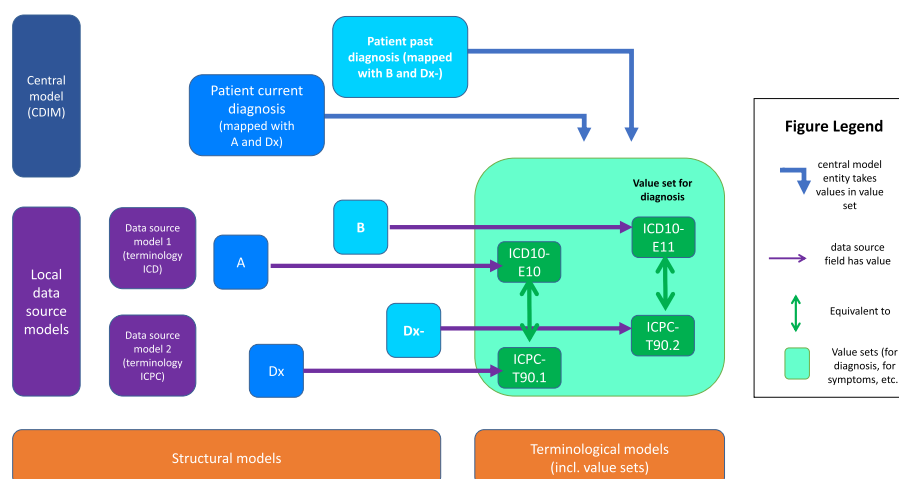 Central
model
(CDIM)
Patient past
diagnosis (mapped
with B and Dx-)
Patient current
diagnosis
(mapped with
A and Dx)
Local
data
source
models
Data source
model 1
(terminology
ICD)
Data source
model 2
(terminology
ICPC)
A
B
Dx-
Dx
Value set for
diagnosis
ICD10-
E11
ICD10-
E10
ICPC-
T90.2
ICPC-
T90.1
Structural models
Terminological models
(incl. value sets)
Figure Legend
central model
entity takes
values in value
set
data source
field has value
Equivalent to
Value sets (for
diagnosis, for
symptoms, etc.